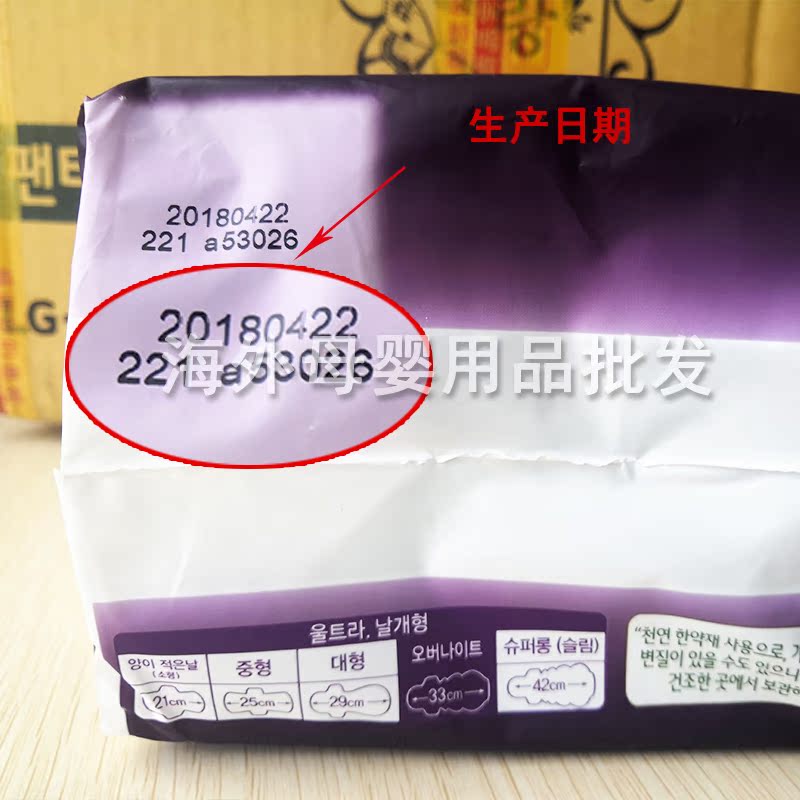 팬티
LG
생산
生产日期
20180422
221 a53026
20180422
221 a53026
海外母婴用品批发
울트라, 날개형
양이 적은날
(소형)
21cm
중형
25cm
대형
29cm
오버나이트
33cm
슈퍼롱 (슬림)
42cm
"천연 한약재 사용으로,
변질이 있을 수도 있으니
건조한 곳에서